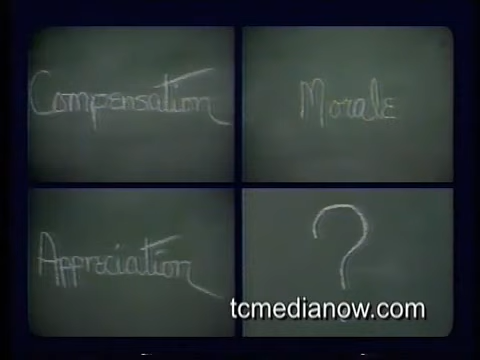 Compensation
Morale
Appreciation
?
tcmedianow.com